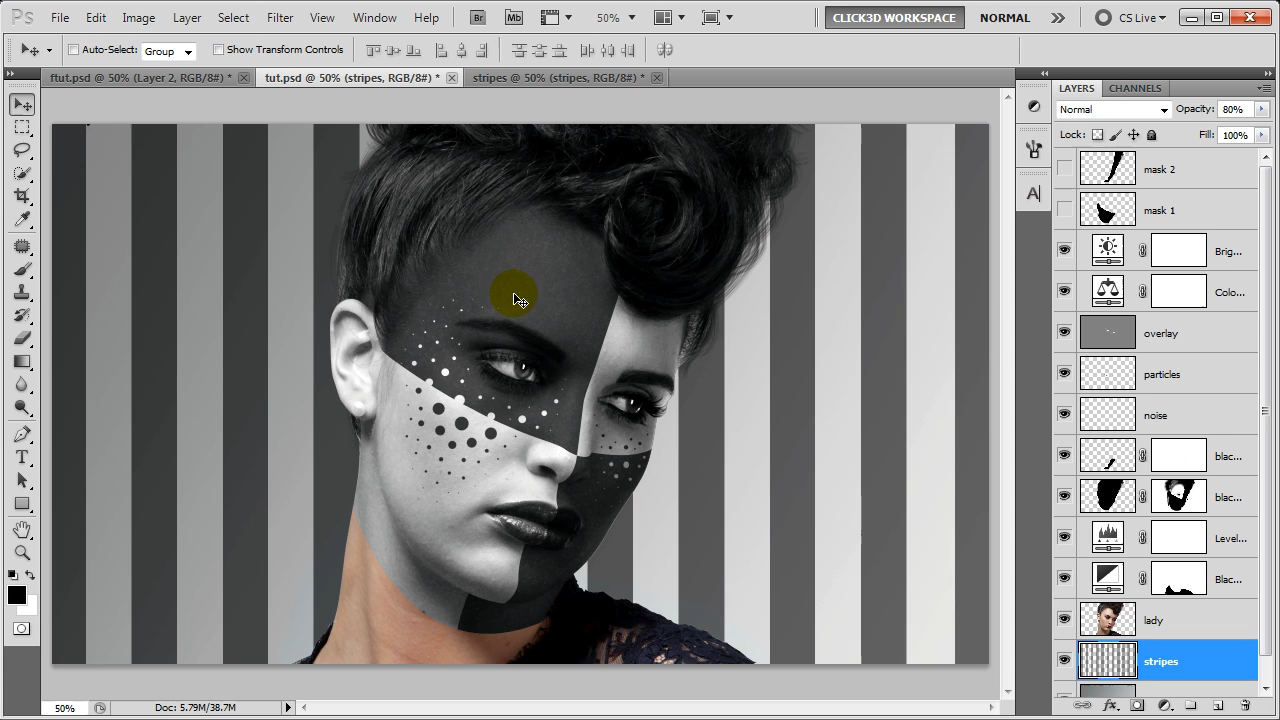 Ps File Edit Image Layer Select Filter View Window Help Br Mb 50% CLICK3D WORKSPACE NORMAL CS Live
Auto-Select: Group Show Transform Controls
ftut.psd @ 50% (Layer 2, RGB/8#) * tut.psd @ 50% (stripes, RGB/8#) * stripes @ 50% (stripes, RGB/8#) *
LAYERS CHANNELS
Normal Opacity: 80%
Lock: Fill: 100%
mask 2
mask 1
Brig...
Colo...
overlay
particles
noise
blac...
blac...
Level...
Blac...
lady
stripes
T
A
fx
50% Doc: 5.79M/38.7M